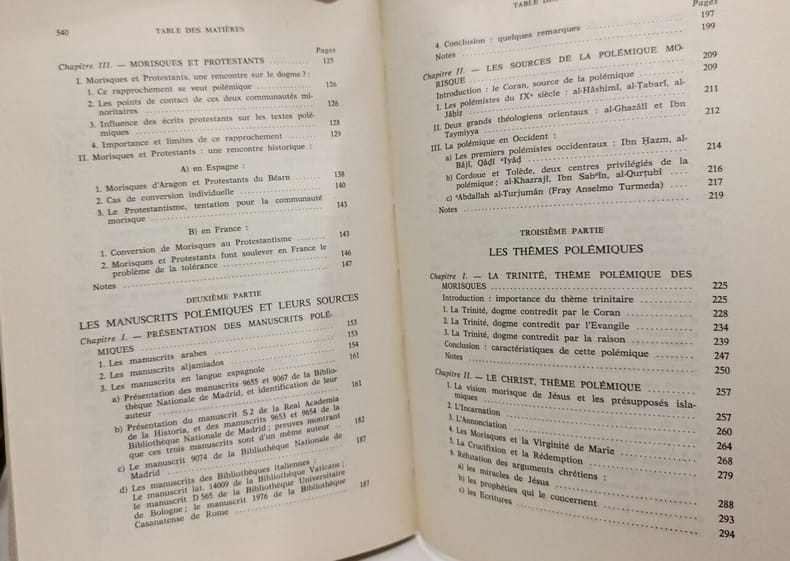 540
TABLE DES MATIÈRES
Pages
Chapitre III. — MORISQUES ET PROTESTANTS .......... 125
I. Morisques et Protestants, une rencontre sur le dogme? :
1. Ce rapprochement se veut polémique .......... 126
2. Les points de contact de ces deux communautés mi-
noritaires .......... 126
3. Influence des écrits protestants sur les textes polé-
miques .......... 128
4. Importance et limites de ce rapprochement .......... 129
II. Morisques et Protestants : une rencontre historique :
A) en Espagne :
1. Morisques d'Aragon et Protestants du Béarn .......... 138
2. Cas de conversion individuelle .......... 140
3. Le Protestantisme, tentation pour la communauté
morisque .......... 143
B) en France :
1. Conversion de Morisques au Protestantisme .......... 143
2. Morisques et Protestants font soulever en France le
problème de la tolérance .......... 146
Notes .......... 147
DEUXIÈME PARTIE
LES MANUSCRITS POLÉMIQUES ET LEURS SOURCES
Chapitre I. — PRÉSENTATION DES MANUSCRITS POLÉ-
MIQUES .......... 153
1. Les manuscrits arabes .......... 153
2. Les manuscrits aljamiados .......... 154
3. Les manuscrits en langue espagnole .......... 161
a) Présentation des manuscrits 9655 et 9067 de la Biblio-
thèque Nationale de Madrid, et identification de leur
auteur .......... 161
b) Présentation du manuscrit S 2 de la Real Academia
de la Historia, et des manuscrits 9653 et 9654 de la
Bibliothèque Nationale de Madrid ; preuves montrant
que ces trois manuscrits sont d'un même auteur .. 182
c) Le manuscrit 9074 de la Bibliothèque Nationale de
Madrid .......... 187
d) Les manuscrits des Bibliothèques italiennes :
Le manuscrit lat. 14009 de la Bibliothèque Vaticane ;
le manuscrit D 565 de la Bibliothèque Universitaire
de Bologne ; le manuscrit 1976 de la Bibliothèque
Casanatense de Rome .......... 187
TABLE DE
Pages
4. Conclusion : quelques remarques .......... 197
Notes .......... 199
Chapitre II. — LES SOURCES DE LA POLÉMIQUE MO-
RISQUE .......... 209
Introduction : le Coran, source de la polémique .......... 209
I. Les polémistes du IXᵉ siècle : al-Hāshimī, al-Ṭabarī, al-
Jāḥiẓ .......... 211
II. Deux grands théologiens orientaux : al-Ghazālī et Ibn
Taymiyya .......... 212
III. La polémique en Occident :
a) Les premiers polémistes occidentaux : Ibn Ḥazm, al-
Bājī, Qāḍī ʿIyāḍ .......... 214
b) Cordoue et Tolède, deux centres privilégiés de la
polémique ; al-Khazrajī, Ibn Sabʿīn, al-Qurṭubī .... 216
c) ʿAbdallah al-Turjumān (Fray Anselmo Turmeda) .... 217
Notes .......... 219
TROISIÈME PARTIE
LES THÈMES POLÉMIQUES
Chapitre I. — LA TRINITÉ, THÈME POLÉMIQUE DES
MORISQUES .......... 225
Introduction : importance du thème trinitaire .......... 225
1. La Trinité, dogme contredit par le Coran .......... 228
2. La Trinité, dogme contredit par l'Evangile .......... 234
3. La Trinité, dogme contredit par la raison .......... 239
Conclusion : caractéristiques de cette polémique .......... 247
Notes .......... 250
Chapitre II. — LE CHRIST, THÈME POLÉMIQUE .......... 257
1. La vision morisque de Jésus et les présupposés isla-
miques .......... 257
2. L'Incarnation .......... 260
3. L'Annonciation .......... 264
4. Les Morisques et la Virginité de Marie .......... 268
5. La Crucifixion et la Rédemption .......... 279
6. Réfutation des arguments chrétiens :
a) les miracles de Jésus .......... 288
b) les prophéties qui le concernent .......... 293
c) les Ecritures .......... 294